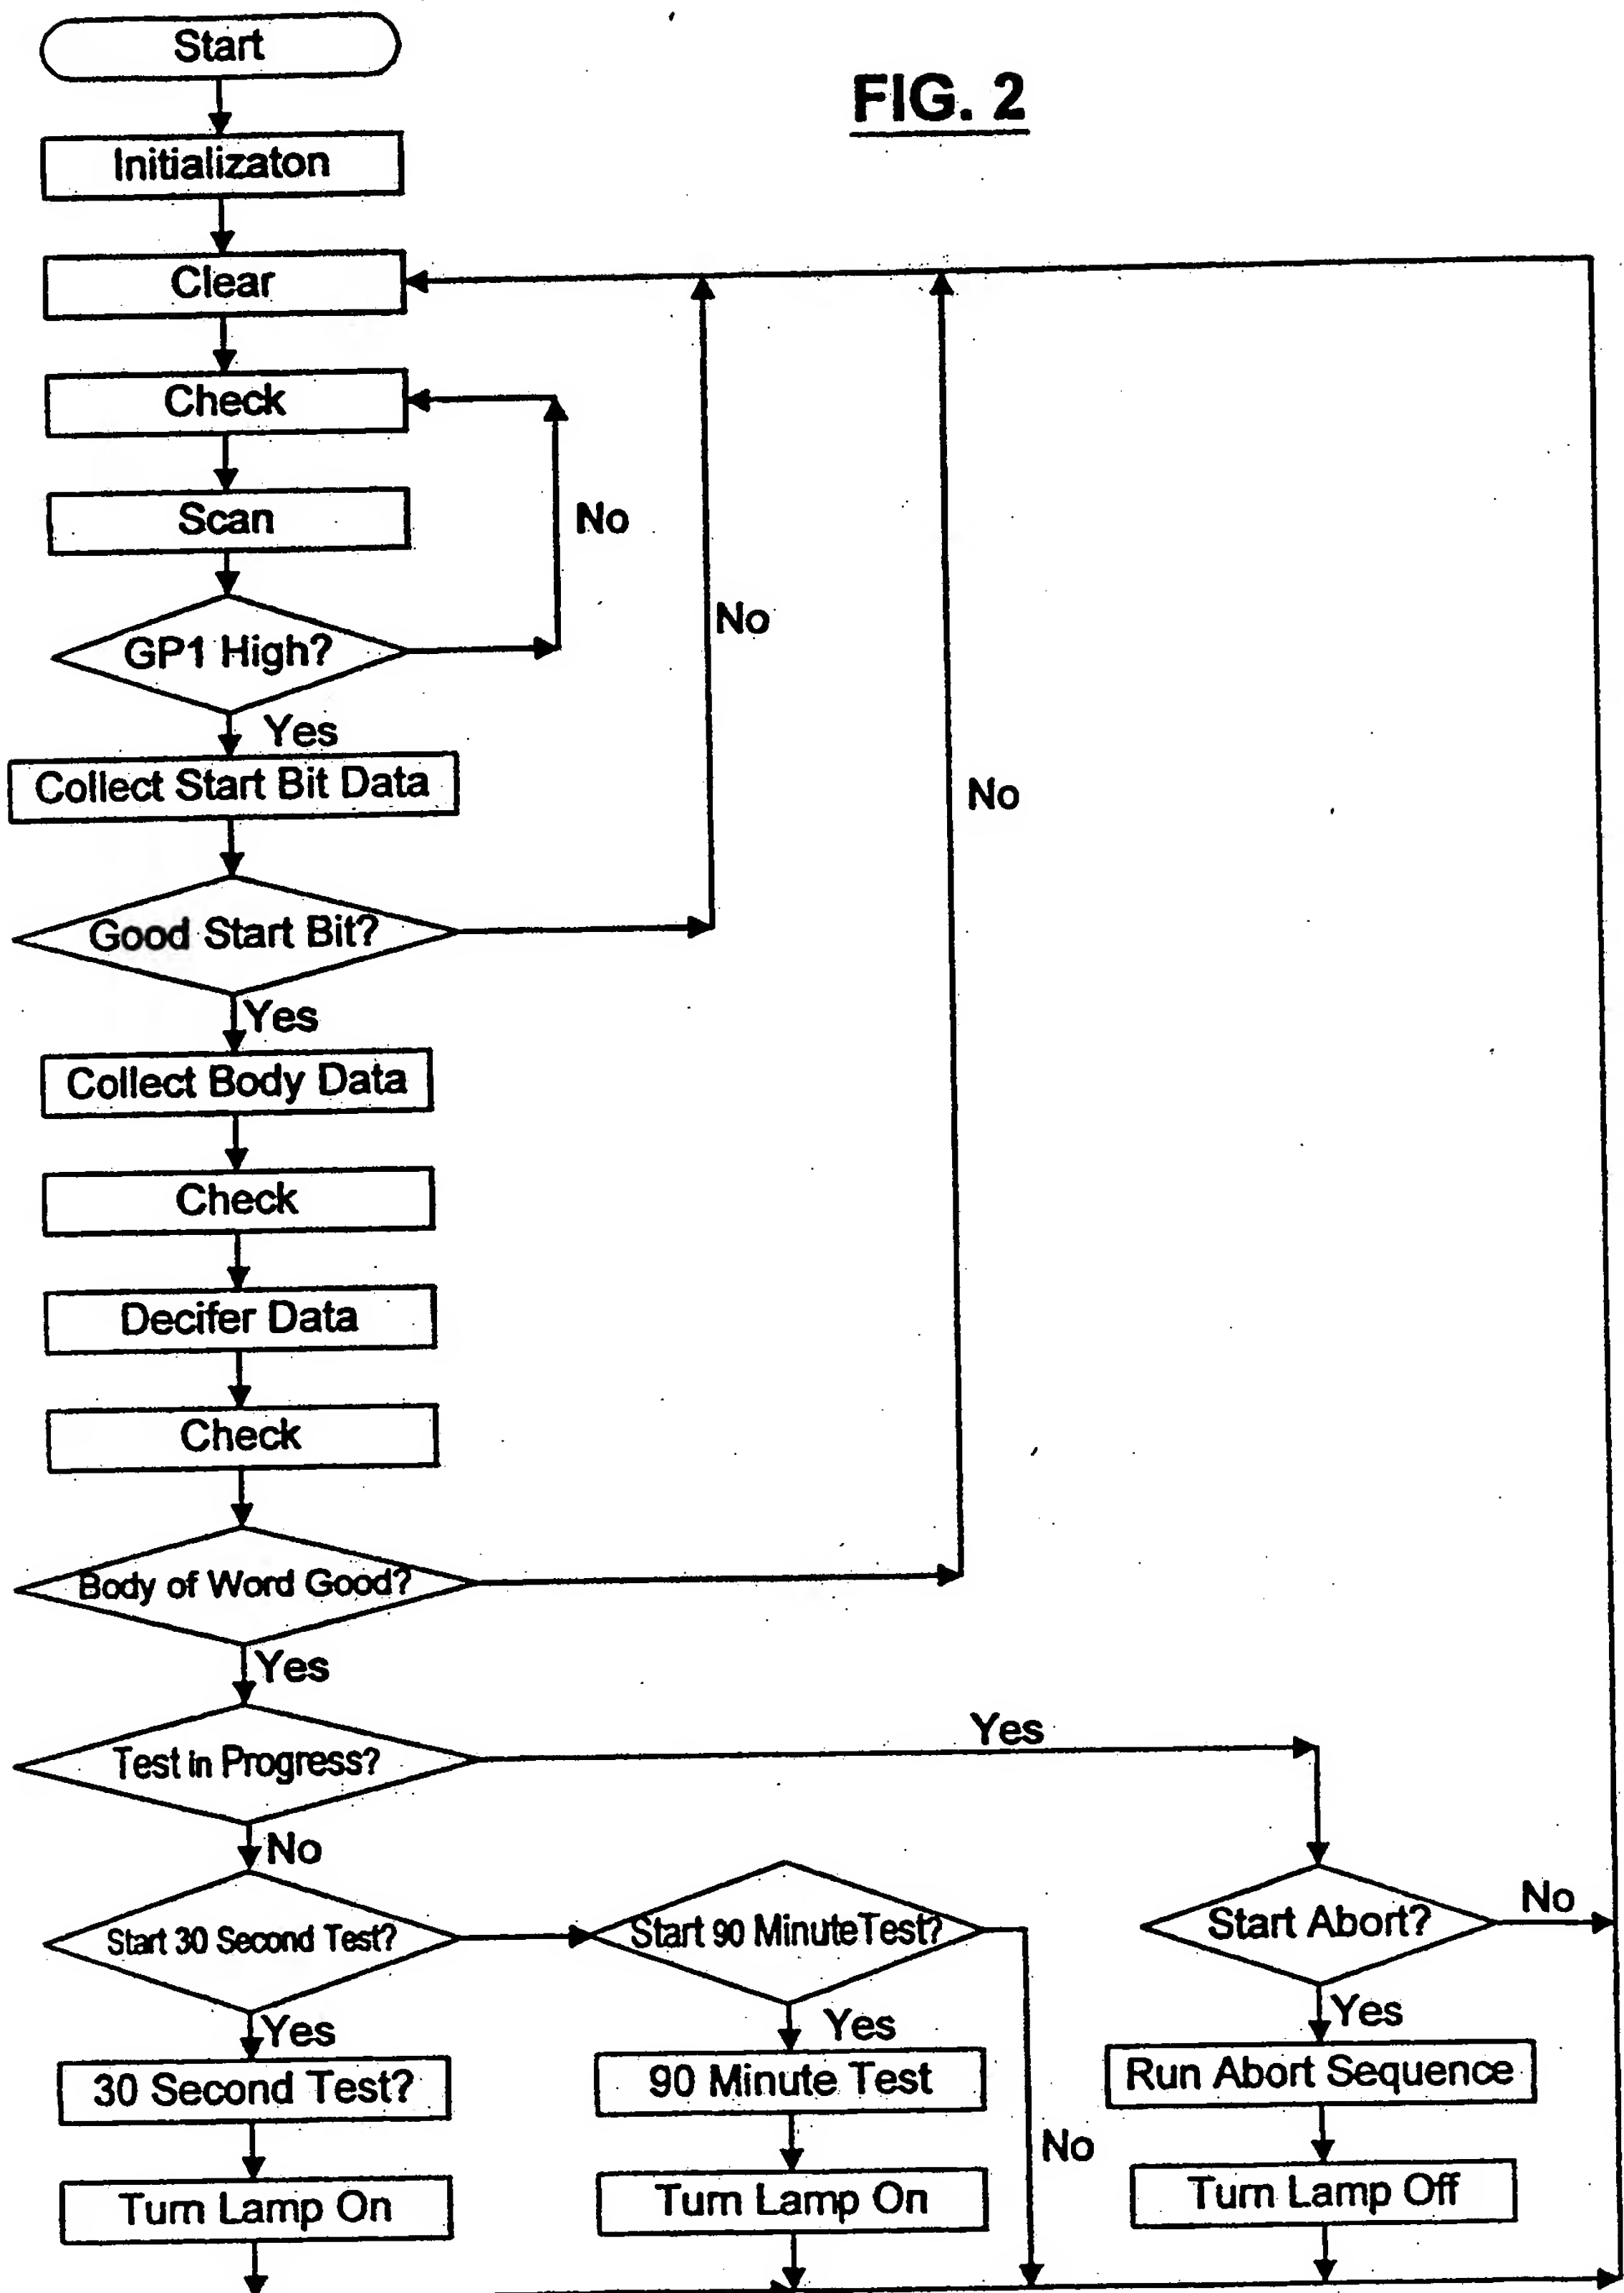 Start
FIG. 2
Initializaton
Clear
Check
Scan
No
GP1 High?
No
Yes
Collect Start Bit Data
No
Good Start Bit?
Yes
Collect Body Data
Check
Decifer Data
Check
Body of Word Good?
Yes
Yes
Test in Progress?
No
Start 30 Second Test?
Start 90 Minute Test?
Start Abort?
No
Yes
Yes
Yes
30 Second Test?
90 Minute Test
Run Abort Sequence
No
Turn Lamp On
Turn Lamp On
Turn Lamp Off